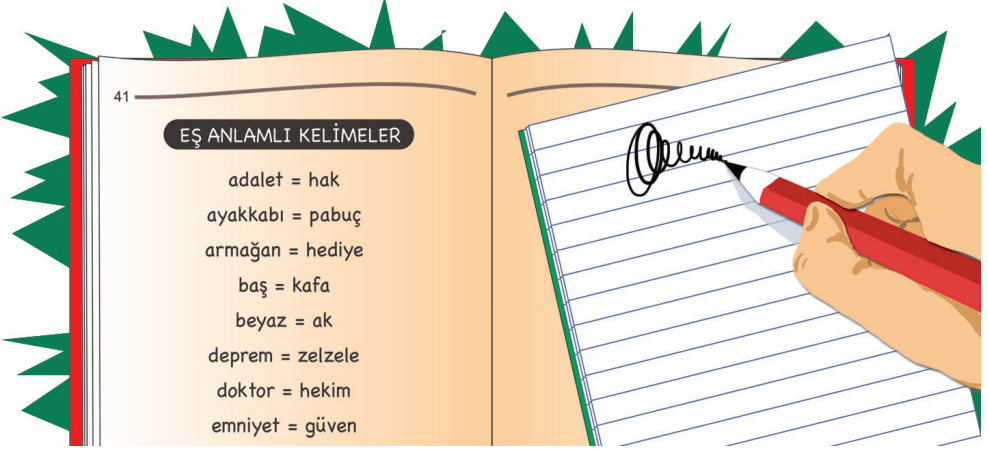 41
EŞ ANLAMLI KELİMELER
adalet = hak
ayakkabı = pabuç
armağan = hediye
baş = kafa
beyaz = ak
deprem = zelzele
doktor = hekim
emniyet = güven